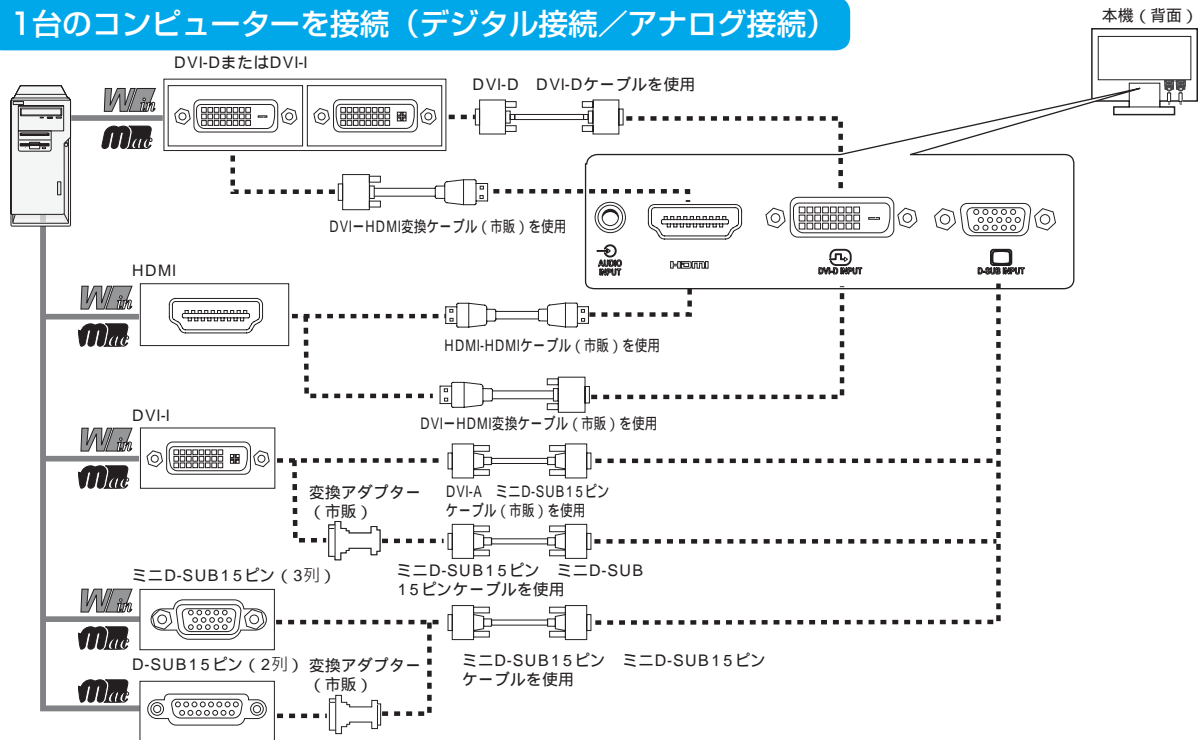 1台のコンピューターを接続（デジタル接続／アナログ接続）
本機（背面）
DVI-DまたはDVI-I
Win
Mac
DVI-D　DVI-Dケーブルを使用
DVIーHDMI変換ケーブル（市販）を使用
AUDIO
INPUT
HDMI
DVI-D INPUT
D-SUB INPUT
HDMI
Win
Mac
HDMI-HDMIケーブル（市販）を使用
DVIーHDMI変換ケーブル（市販）を使用
DVI-I
Win
Mac
変換アダプター
（市販）
DVI-A　ミニD-SUB15ピン
ケーブル（市販）を使用
ミニD-SUB15ピン　ミニD-SUB
15ピンケーブルを使用
ミニD-SUB15ピン（3列）
Win
Mac
D-SUB15ピン（2列）
変換アダプター
（市販）
Mac
ミニD-SUB15ピン　ミニD-SUB15ピン
ケーブルを使用